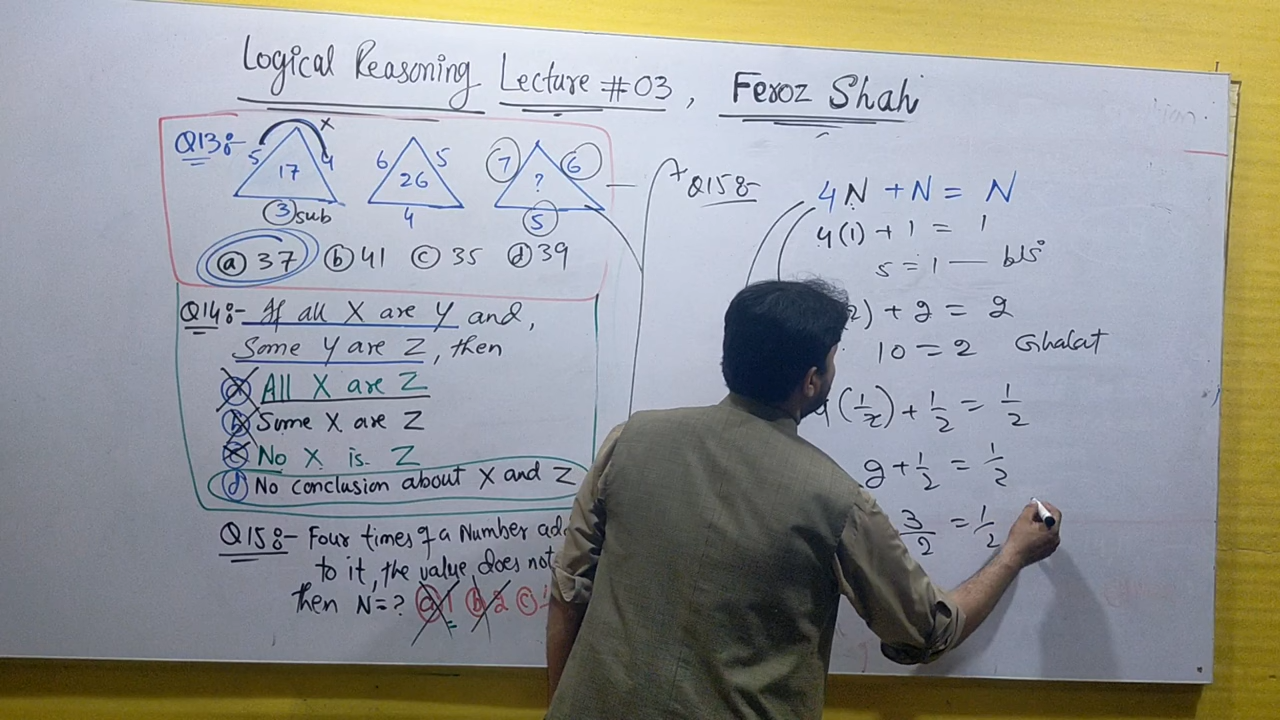 Logical Reasoning Lecture #03, Feroz Shah
Q13:-
5 17 4 x
3 sub
6 26 5
4
7 ? 6
5
(a) 37 (b) 41 (c) 35 (d) 39
Q14:- If all X are Y and,
Some Y are Z, then
(a) All X are Z
(b) Some X are Z
(c) No X is Z
(d) No conclusion about X and Z
Q15:- Four times of a Number
to it, the value does not
then N=? (a) 1 (b) 2 (c)
Q15:-
4N + N = N
4(1) + 1 = 1
5 = 1 —
2) + 2 = 2
10 = 2 Ghalat
4(1/2) + 1/2 = 1/2
2 + 1/2 = 1/2
3/2 = 1/2